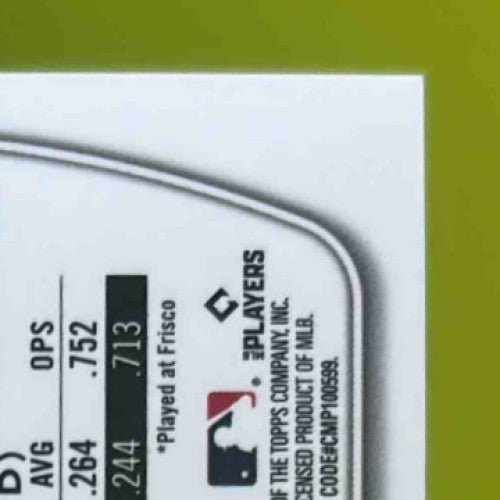 D)
AVG OPS
.264 .752
.244 .713
*Played at Frisco
MLB PLAYERS
OF THE TOPPS COMPANY, INC.
CENSED PRODUCT OF MLB.
CODE#CMP100599.